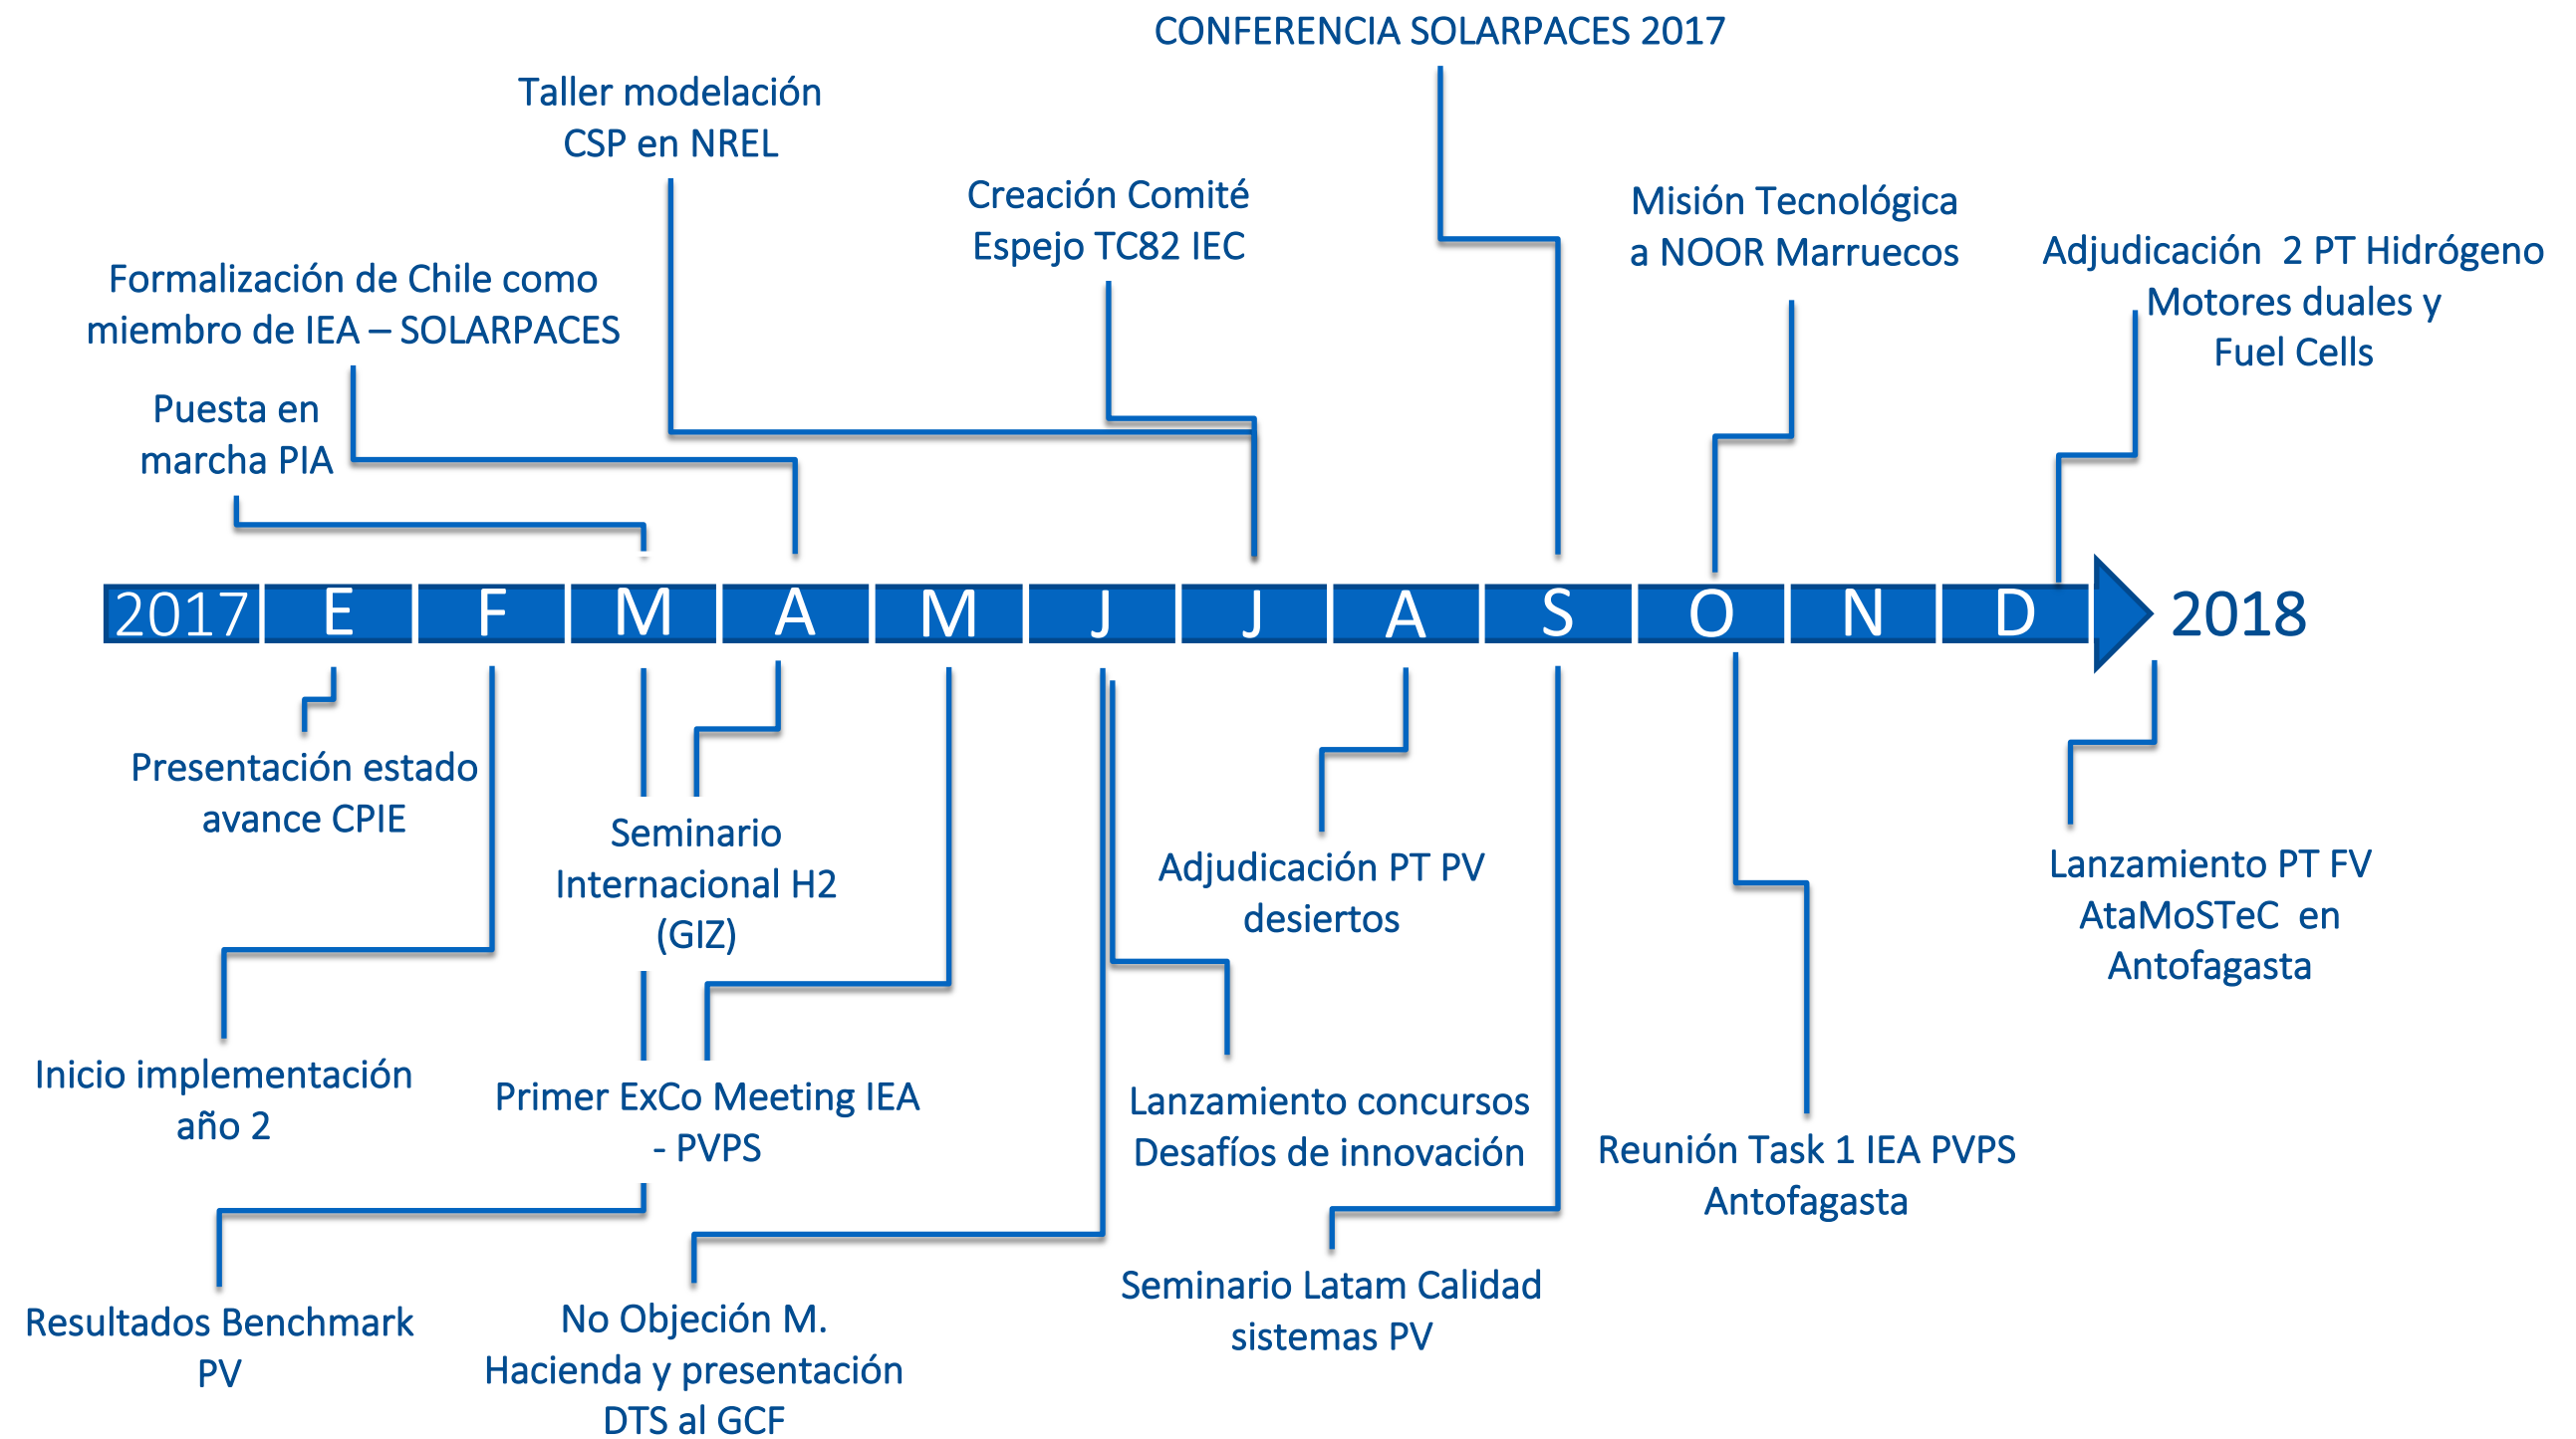 CONFERENCIA SOLARPACES 2017
Taller modelación
CSP en NREL
Creación Comité
Espejo TC82 IEC
Misión Tecnológica
a NOOR Marruecos
Adjudicación  2 PT Hidrógeno
Motores duales y
Fuel Cells
Formalización de Chile como
miembro de IEA – SOLARPACES
Puesta en
marcha PIA
2017 E F M A M J J A S O N D 2018
Presentación estado
avance CPIE
Seminario
Internacional H2
(GIZ)
Adjudicación PT PV
desiertos
Lanzamiento PT FV
AtaMoSTeC  en
Antofagasta
Inicio implementación
año 2
Primer ExCo Meeting IEA
- PVPS
Lanzamiento concursos
Desafíos de innovación
Reunión Task 1 IEA PVPS
Antofagasta
Resultados Benchmark
PV
No Objeción M.
Hacienda y presentación
DTS al GCF
Seminario Latam Calidad
sistemas PV